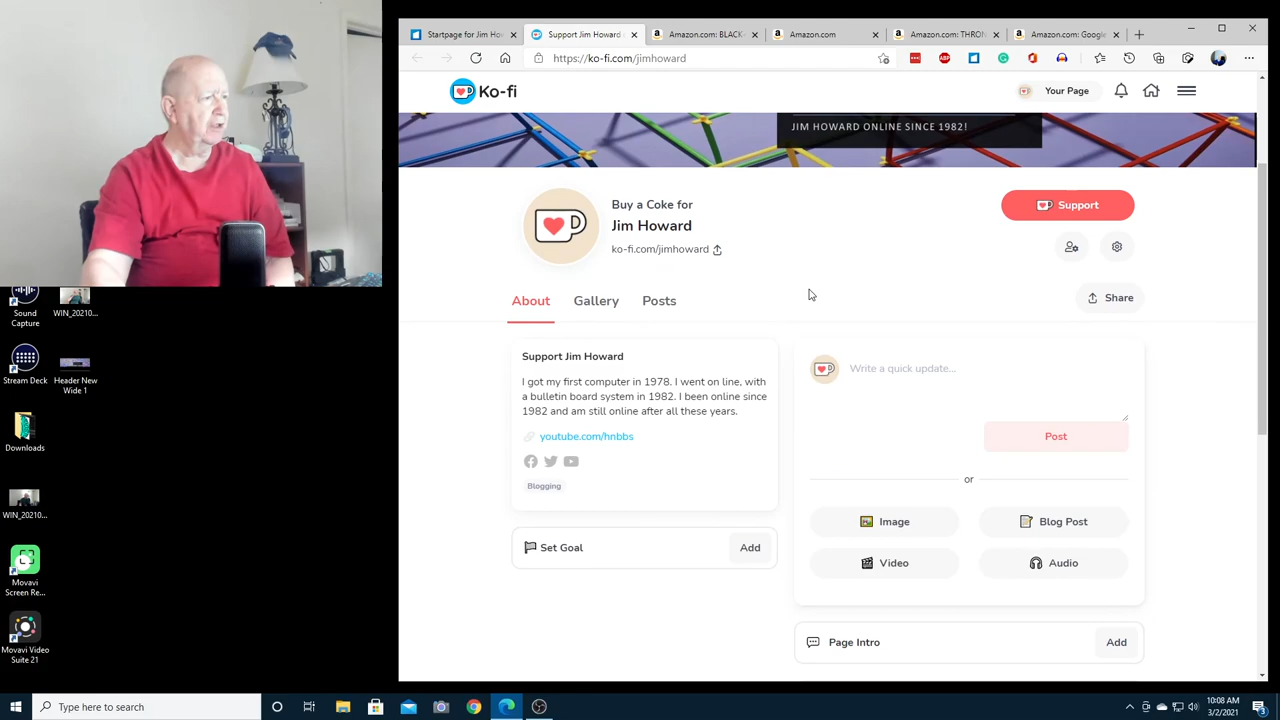 Startpage for Jim Ho
Support Jim Howard
Amazon.com: BLACK
Amazon.com
Amazon.com: THRON
Amazon.com: Google
https://ko-fi.com/jimhoward
ABP
Ko-fi
Your Page
JIM HOWARD ONLINE SINCE 1982!
Buy a Coke for
Jim Howard
ko-fi.com/jimhoward
Support
About
Gallery
Posts
Share
Support Jim Howard
I got my first computer in 1978. I went on line, with
a bulletin board system in 1982. I been online since
1982 and am still online after all these years.
youtube.com/hnbbs
Blogging
Set Goal
Add
Write a quick update...
Post
or
Image
Blog Post
Video
Audio
Page Intro
Add
Sound
Capture
WIN_20210...
Stream Deck
Header New
Wide 1
Downloads
WIN_20210...
Movavi
Screen Re...
Movavi Video
Suite 21
Type here to search
10:08 AM
3/2/2021
3